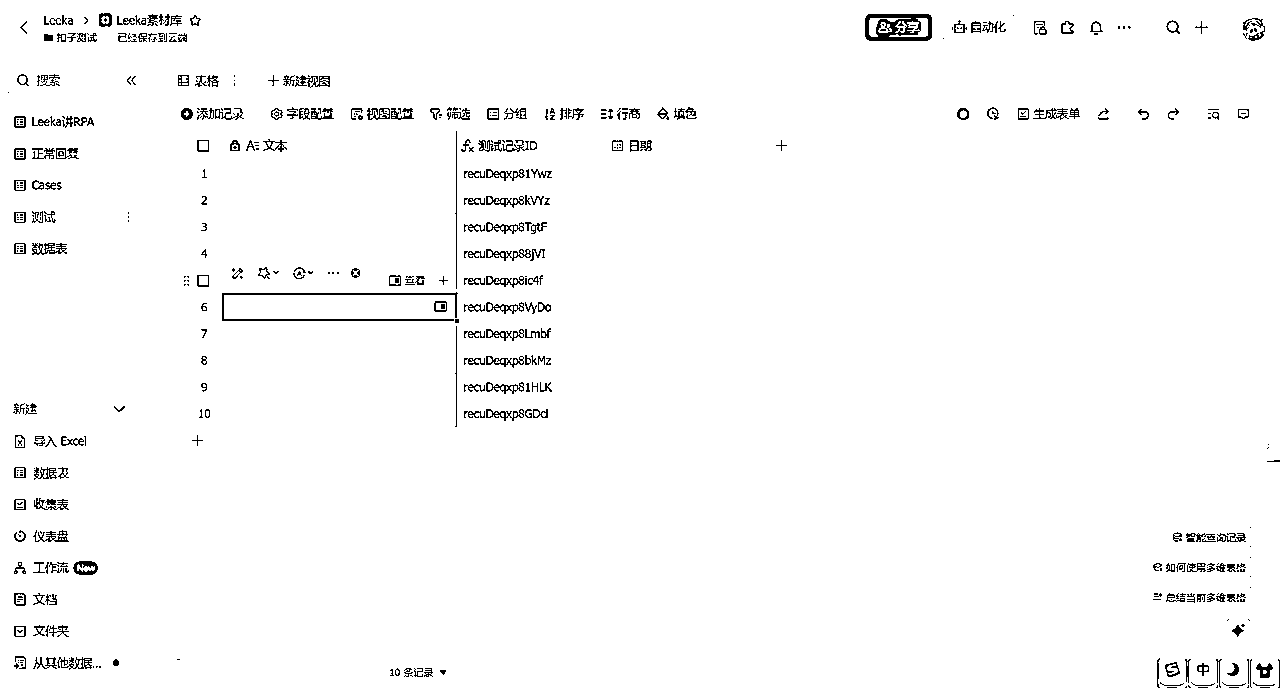 Leeka > Leeka素材库
扣子测试 已经保存到云端
分享 自动化
搜索
表格 新建视图
添加记录 字段配置 视图配置 筛选 分组 排序 行高 填色 生成表单
Leeka讲RPA
正常回复
Cases
测试
数据表
文本 测试记录ID 日期
1 recuDeqxp81Ywz
2 recuDeqxp8kVYz
3 recuDeqxp8TgtF
4 recuDeqxp88jVI
查看 recuDeqxp8ic4f
6 recuDeqxp8VyDo
7 recuDeqxp8Lmbf
8 recuDeqxp8bkMz
9 recuDeqxp81HLK
10 recuDeqxp8GDcl
新建
导入 Excel
数据表
收集表
仪表盘
工作流 New
文档
文件夹
从其他数据...
10 条记录
智能查询记录
如何使用多维表格
总结当前多维表格
中